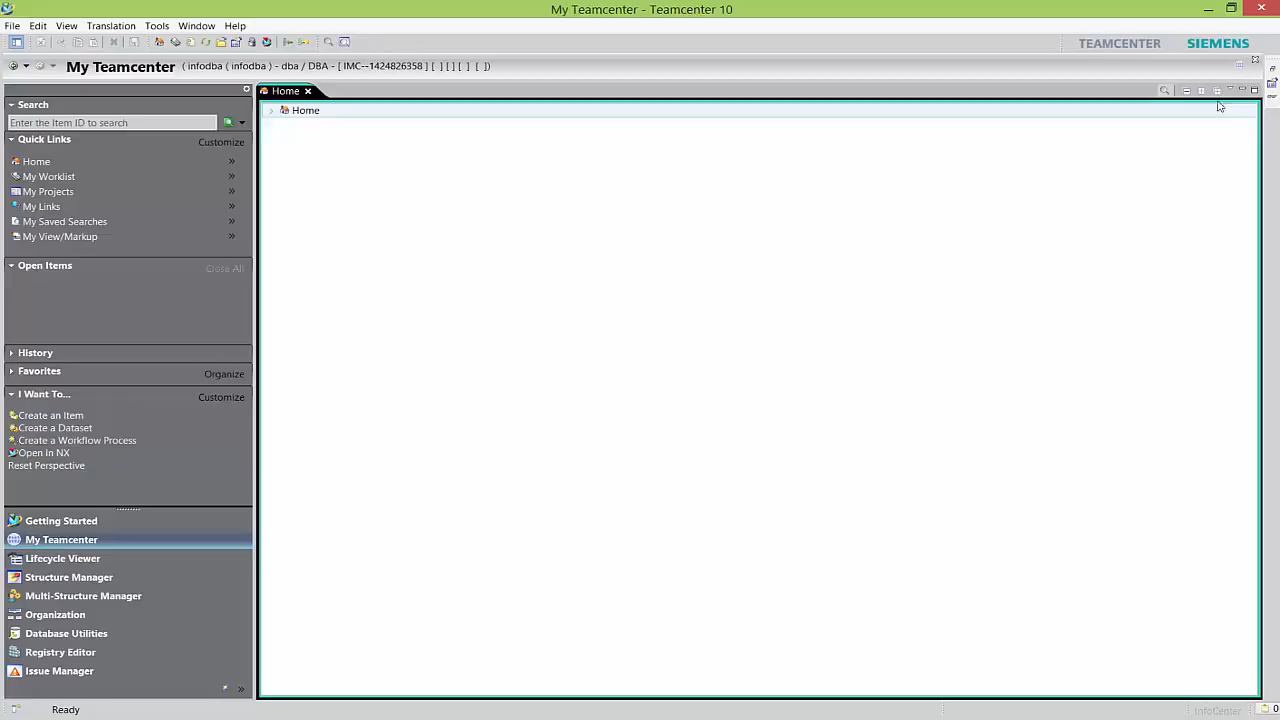 My Teamcenter - Teamcenter 10
File Edit View Translation Tools Window Help
TEAMCENTER SIEMENS
My Teamcenter ( infodba ( infodba ) - dba / DBA - [ IMC--1424826358 ] [ ] [ ] [ ] [ ])
Search
Enter the Item ID to search
Quick Links
Customize
Home »
My Worklist »
My Projects »
My Links »
My Saved Searches »
My View/Markup »
Open Items
Close All
History
Favorites
Organize
I Want To...
Customize
Create an Item
Create a Dataset
Create a Workflow Process
Open In NX
Reset Perspective
Getting Started
My Teamcenter
Lifecycle Viewer
Structure Manager
Multi-Structure Manager
Organization
Database Utilities
Registry Editor
Issue Manager
»
Home
Home
Ready
InfoCenter
0